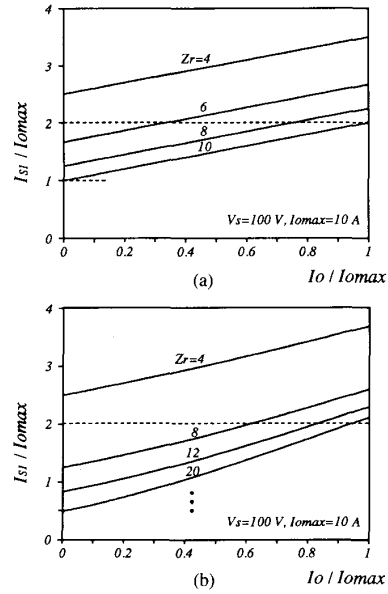 4
3
2
1
0
I_S1 / Iomax
Zr=4
6
8
10
Vs=100 V, Iomax=10 A
0 0.2 0.4 0.6 0.8 1
Io / Iomax
(a)
4
3
2
1
0
I_S1 / Iomax
Zr=4
8
12
20
Vs=100 V, Iomax=10 A
0 0.2 0.4 0.6 0.8 1
Io / Iomax
(b)